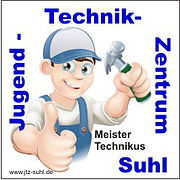 Jugend -
Technik-
Zentrum
Suhl
Meister
Technikus
www.jtz-suhl.de